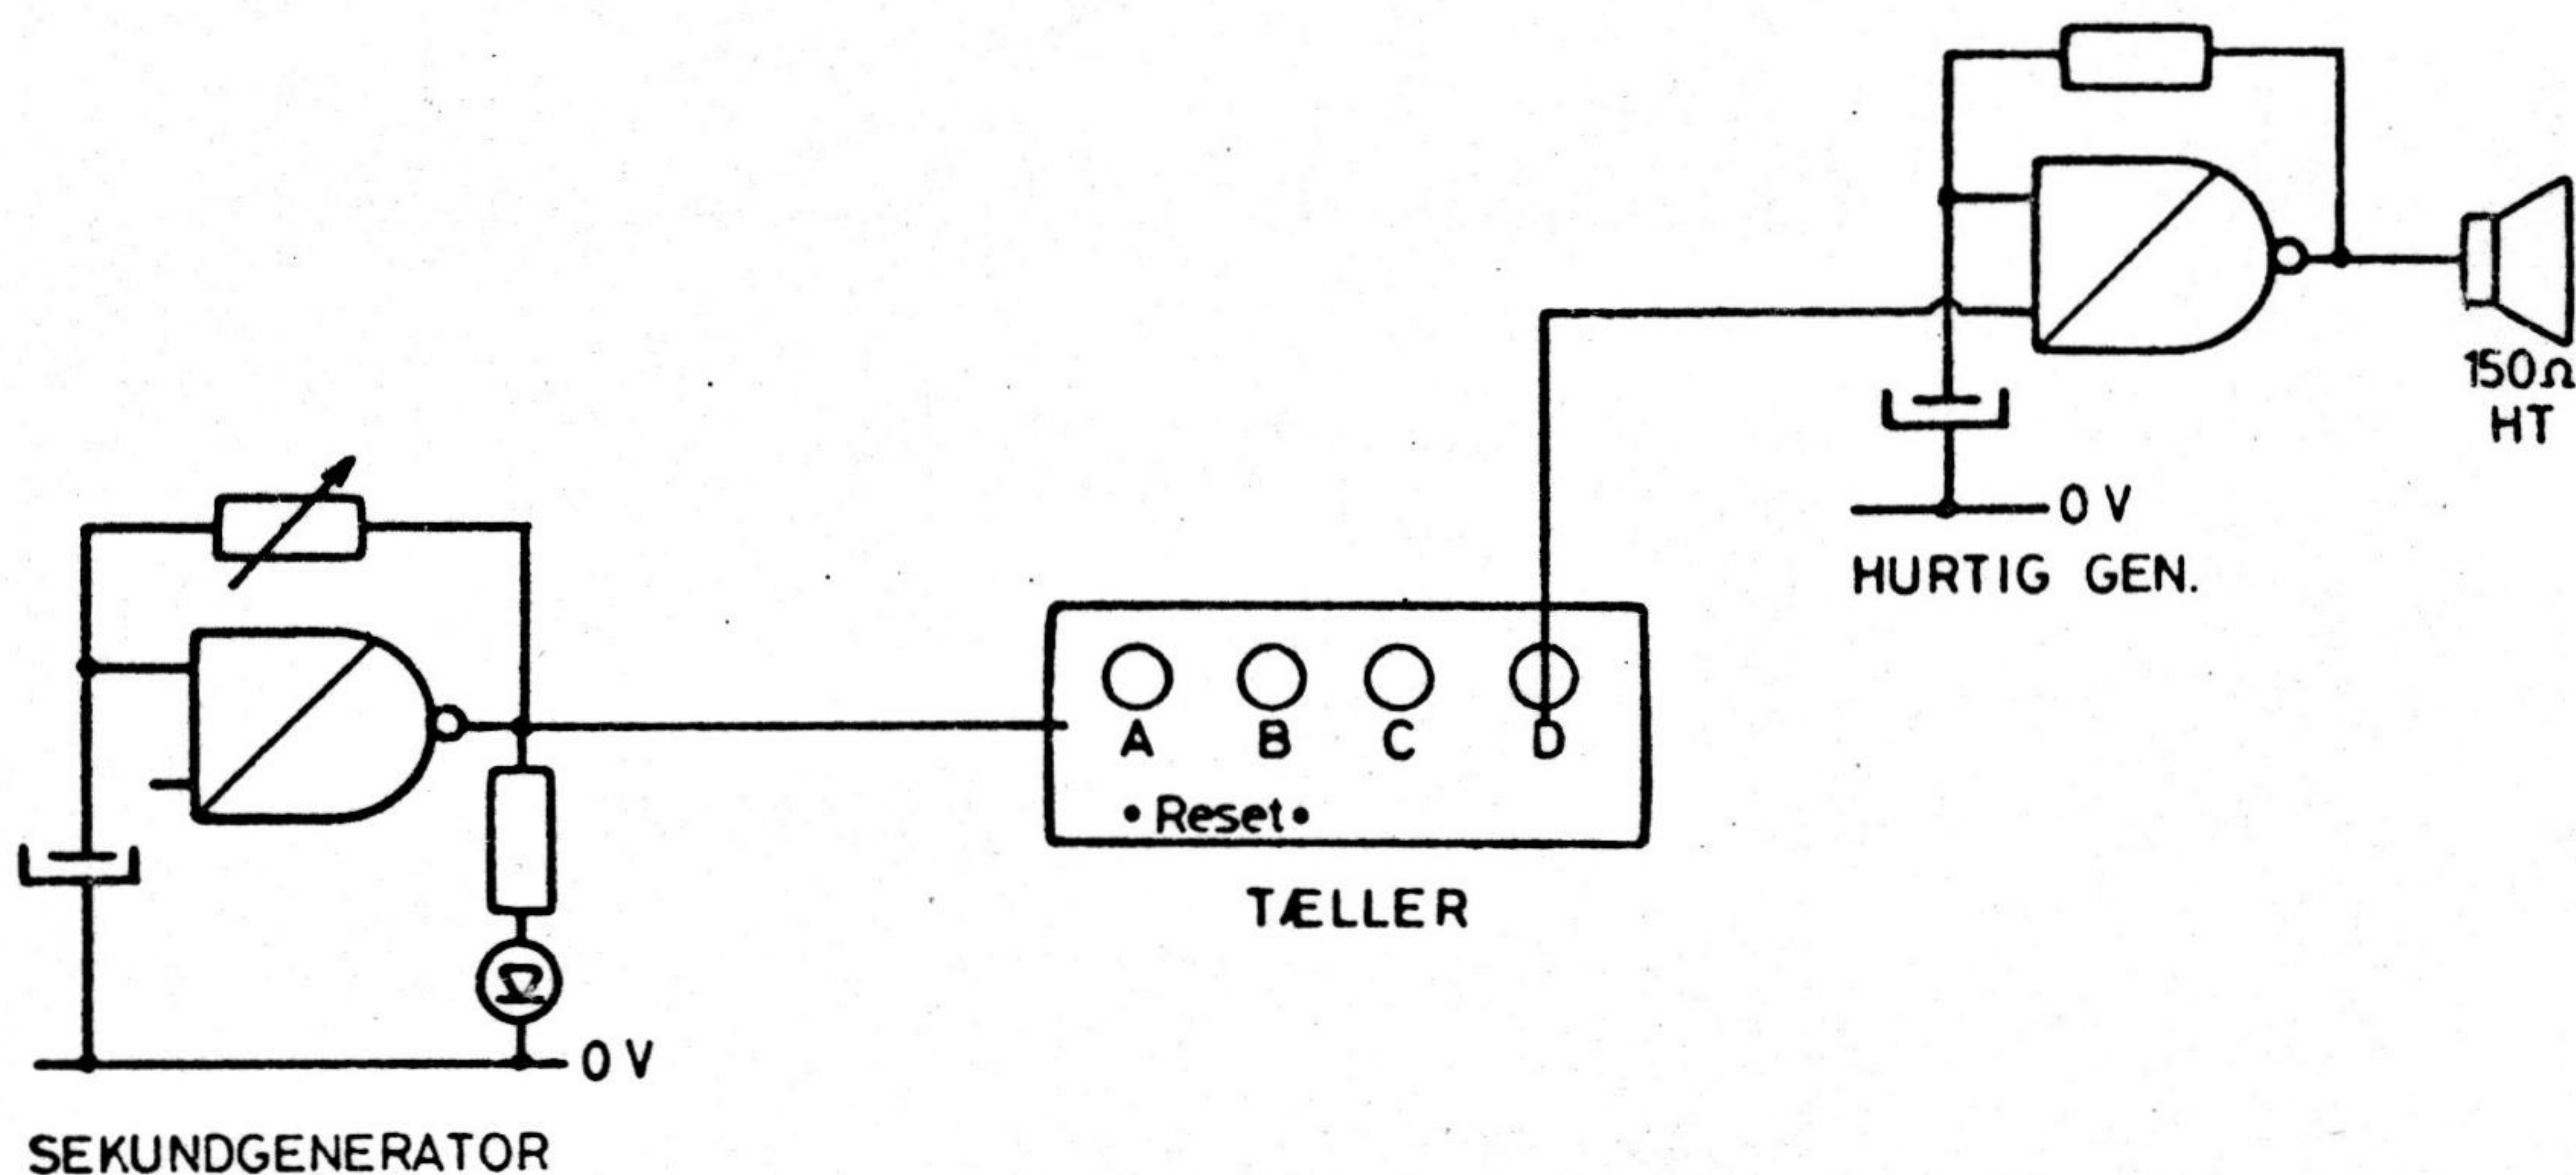 150Ω
HT
0 V
HURTIG GEN.
A B C D
• Reset •
TÆLLER
0 V
SEKUNDGENERATOR